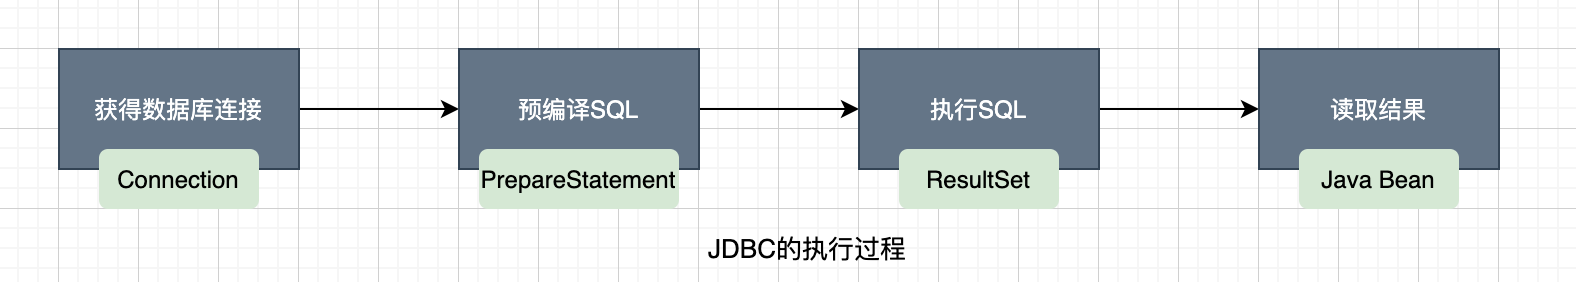 获得数据库连接
Connection
预编译SQL
PrepareStatement
执行SQL
ResultSet
读取结果
Java Bean
JDBC的执行过程